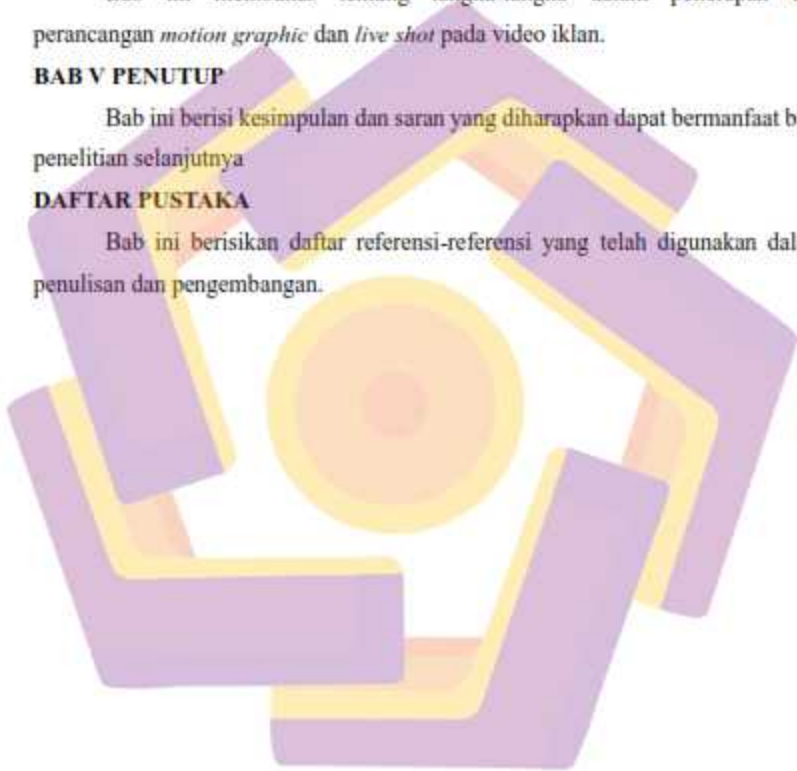 perancangan motion graphic dan live shot pada video iklan.
BAB V PENUTUP
Bab ini berisi kesimpulan dan saran yang diharapkan dapat bermanfaat b
penelitian selanjutnya
DAFTAR PUSTAKA
Bab ini berisikan daftar referensi-referensi yang telah digunakan dal
penulisan dan pengembangan.